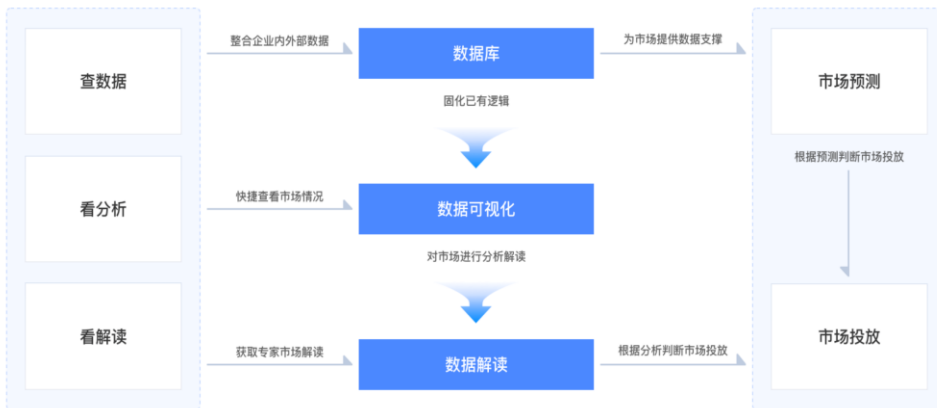 查数据
整合企业内外部数据
数据库
为市场提供数据支撑
市场预测
固化已有逻辑
根据预测判断市场投放
看分析
快捷查看市场情况
数据可视化
对市场进行分析解读
看解读
获取专家市场解读
数据解读
根据分析判断市场投放
市场投放